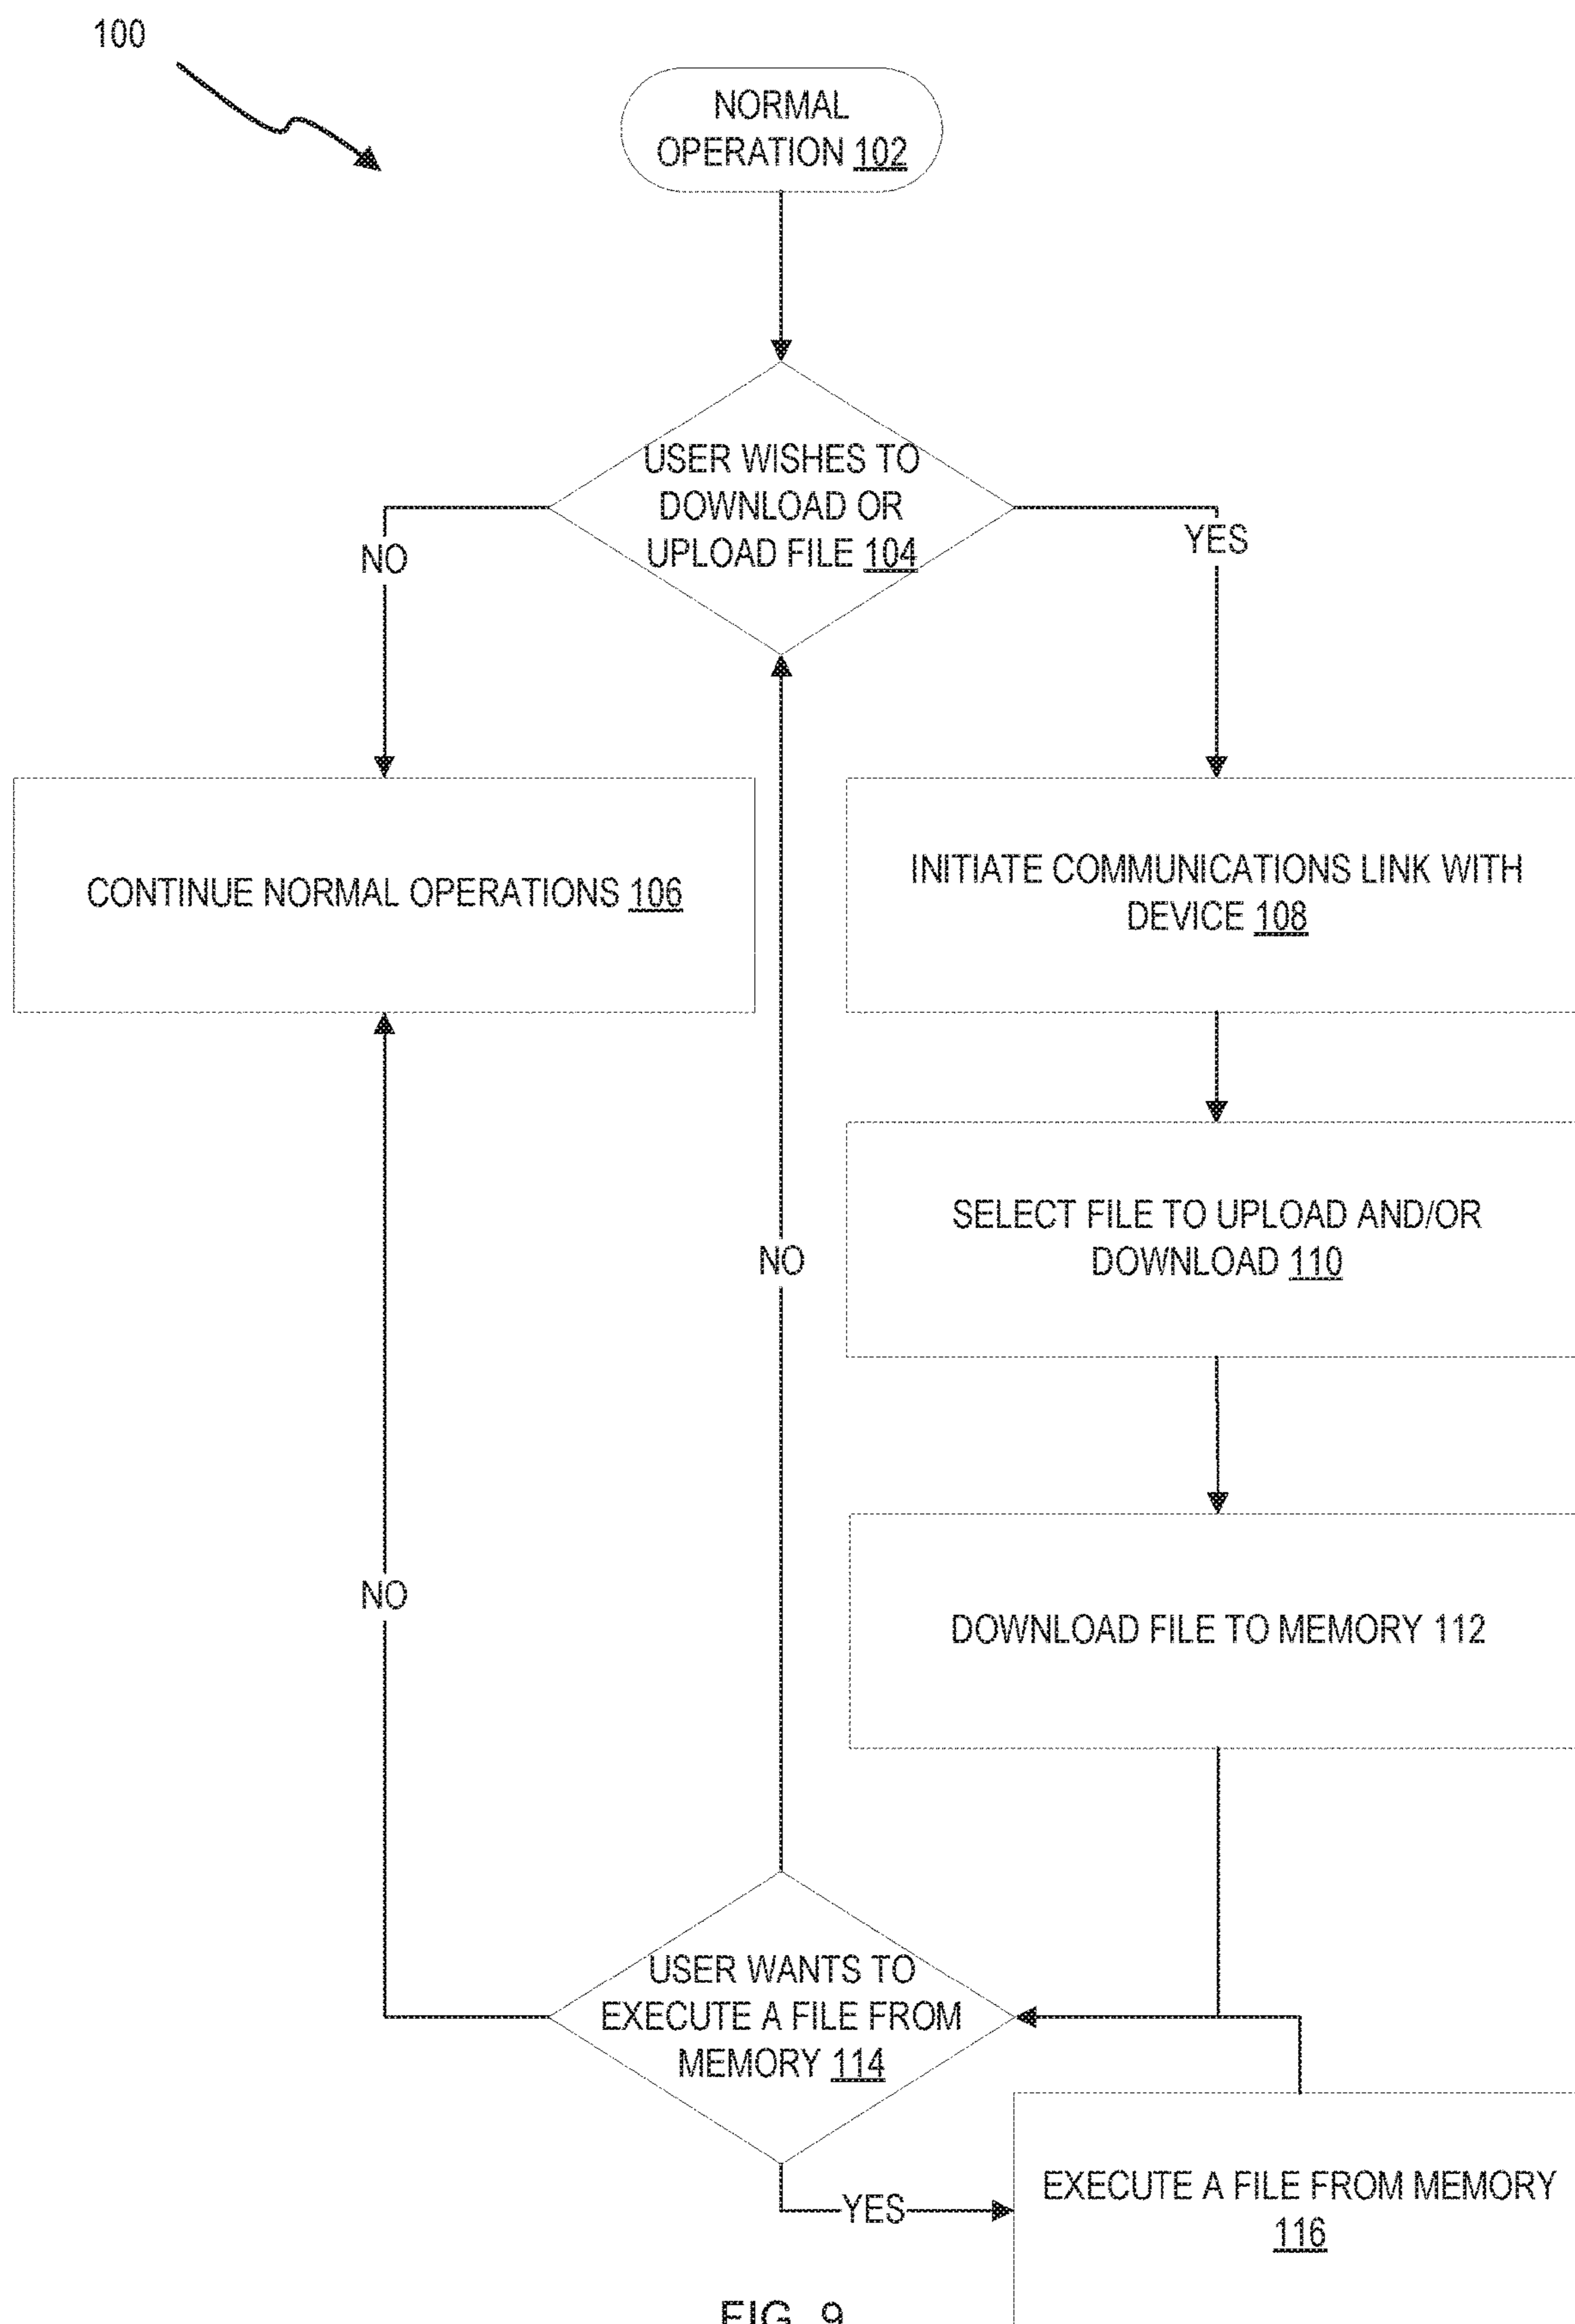 100
NORMAL
OPERATION 102
USER WISHES TO
DOWNLOAD OR
UPLOAD FILE 104
NO
YES
CONTINUE NORMAL OPERATIONS 106
INITIATE COMMUNICATIONS LINK WITH
DEVICE 108
SELECT FILE TO UPLOAD AND/OR
DOWNLOAD 110
NO
DOWNLOAD FILE TO MEMORY 112
NO
USER WANTS TO
EXECUTE A FILE FROM
MEMORY 114
YES
EXECUTE A FILE FROM MEMORY
116
FIG. 9